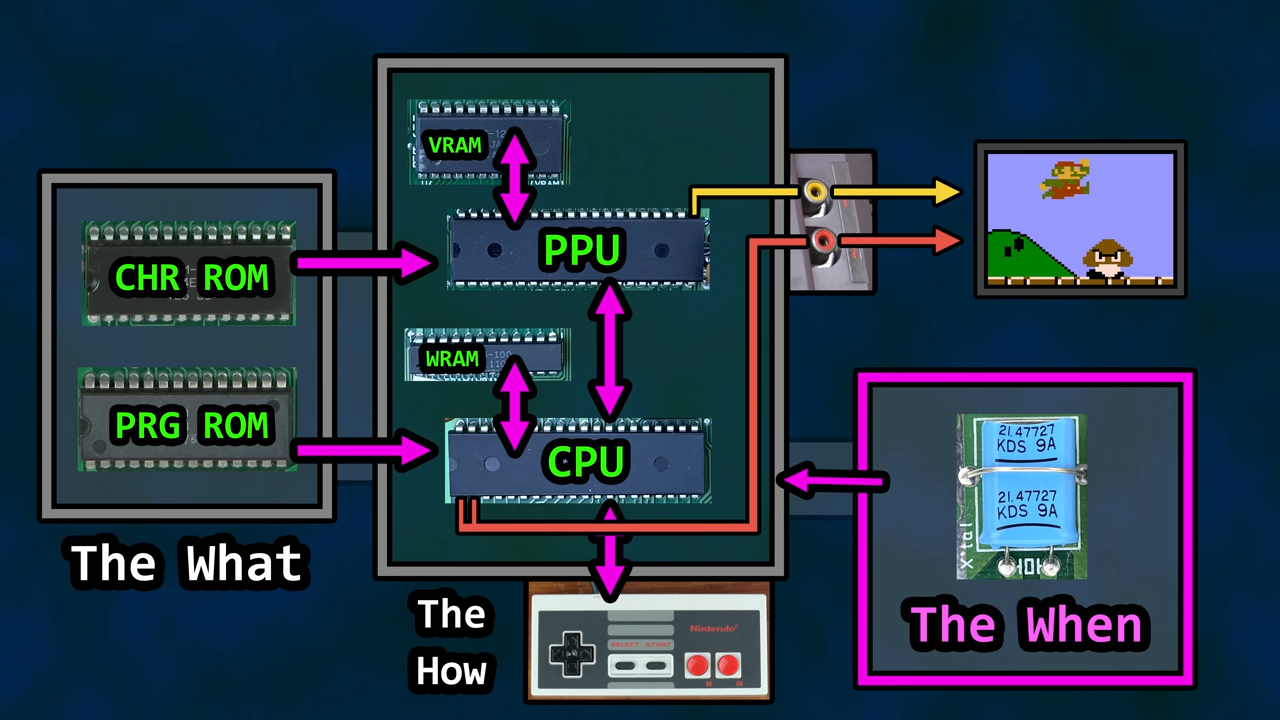 VRAM
CHR ROM
PPU
WRAM
PRG ROM
CPU
21.47727
KDS 9A
21.47727
KDS 9A
The What
The
How
Nintendo®
SELECT START
B A
The When